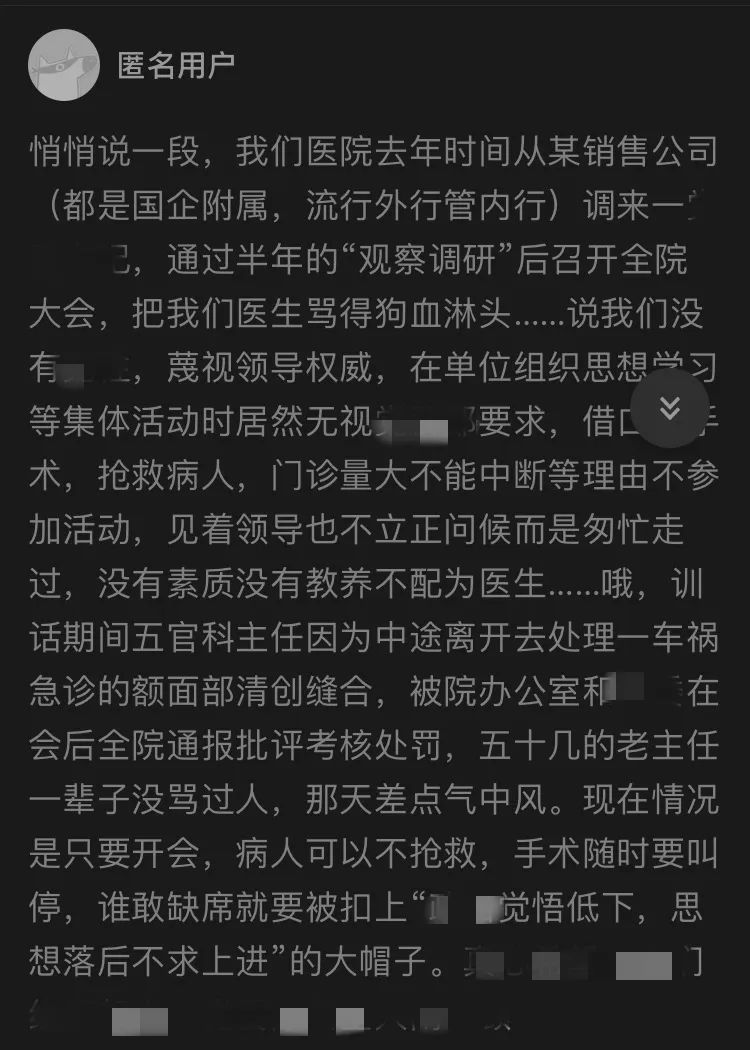 匿名用户
悄悄说一段，我们医院去年时间从某销售公司
（都是国企附属，流行外行管内行）调来一
，通过半年的“观察调研”后召开全院
大会，把我们医生骂得狗血淋头……说我们没
有，蔑视领导权威，在单位组织思想学习
等集体活动时居然无视要求，借手
术，抢救病人，门诊量大不能中断等理由不参
加活动，见着领导也不立正问候而是匆忙走
过，没有素质没有教养不配为医生……哦，训
话期间五官科主任因为中途离开去处理一车祸
急诊的额面部清创缝合，被院办公室和在
会后全院通报批评考核处罚，五十几的老主任
一辈子没骂过人，那天差点气中风。现在情况
是只要开会，病人可以不抢救，手术随时要叫
停，谁敢缺席就要被扣上“觉悟低下，思
想落后不求上进”的大帽子。